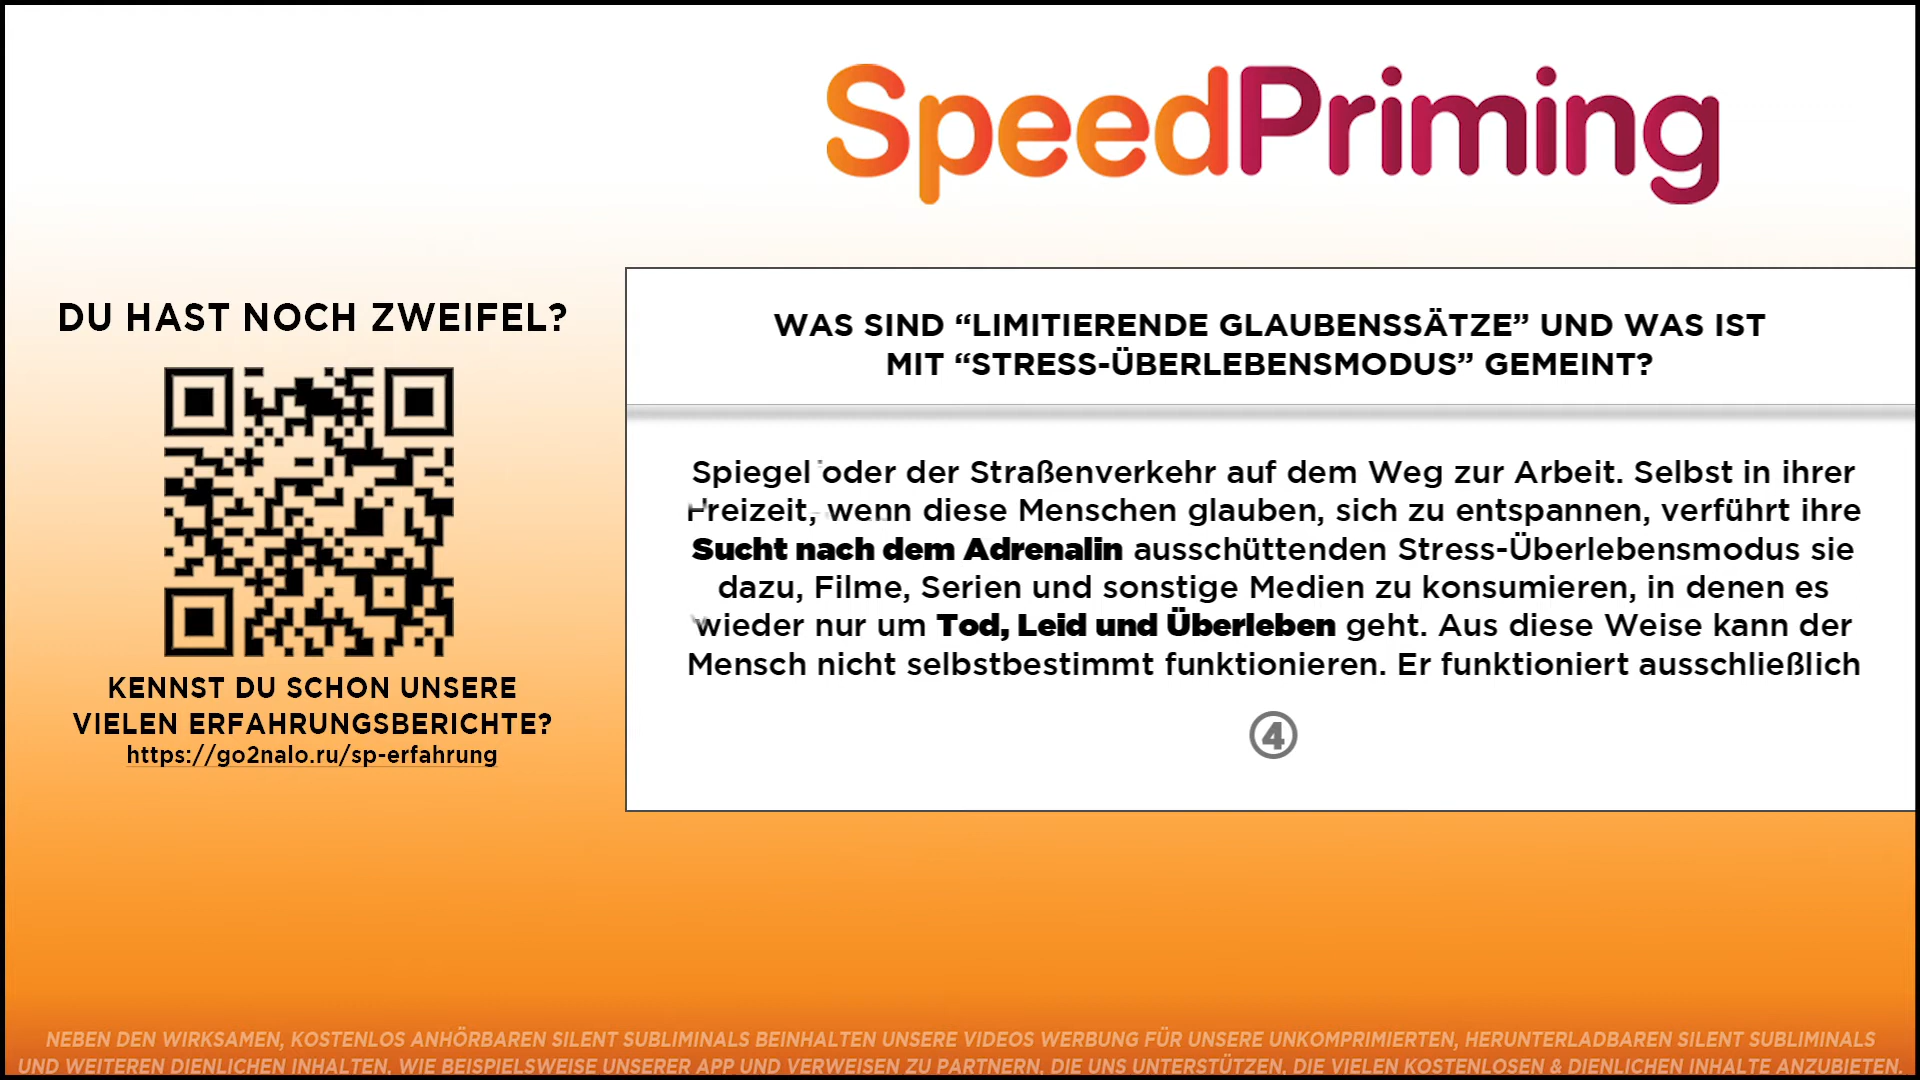 SpeedPriming
DU HAST NOCH ZWEIFEL?
KENNST DU SCHON UNSERE
VIELEN ERFAHRUNGSBERICHTE?
https://go2nalo.ru/sp-erfahrung
WAS SIND “LIMITIERENDE GLAUBENSSÄTZE” UND WAS IST
MIT “STRESS-ÜBERLEBENSMODUS” GEMEINT?
Spiegel oder der Straßenverkehr auf dem Weg zur Arbeit. Selbst in ihrer
Freizeit, wenn diese Menschen glauben, sich zu entspannen, verführt ihre
Sucht nach dem Adrenalin ausschüttenden Stress-Überlebensmodus sie
dazu, Filme, Serien und sonstige Medien zu konsumieren, in denen es
wieder nur um Tod, Leid und Überleben geht. Aus diese Weise kann der
Mensch nicht selbstbestimmt funktionieren. Er funktioniert ausschließlich
4
NEBEN DEN WIRKSAMEN, KOSTENLOS ANHÖRBAREN SILENT SUBLIMINALS BEINHALTEN UNSERE VIDEOS WERBUNG FÜR UNSERE UNKOMPRIMIERTEN, HERUNTERLADBAREN SILENT SUBLIMINALS
UND WEITEREN DIENLICHEN INHALTEN, WIE BEISPIELSWEISE UNSERER APP UND VERWEISEN ZU PARTNERN, DIE UNS UNTERSTÜTZEN, DIE VIELEN KOSTENLOSEN & DIENLICHEN INHALTE ANZUBIETEN.